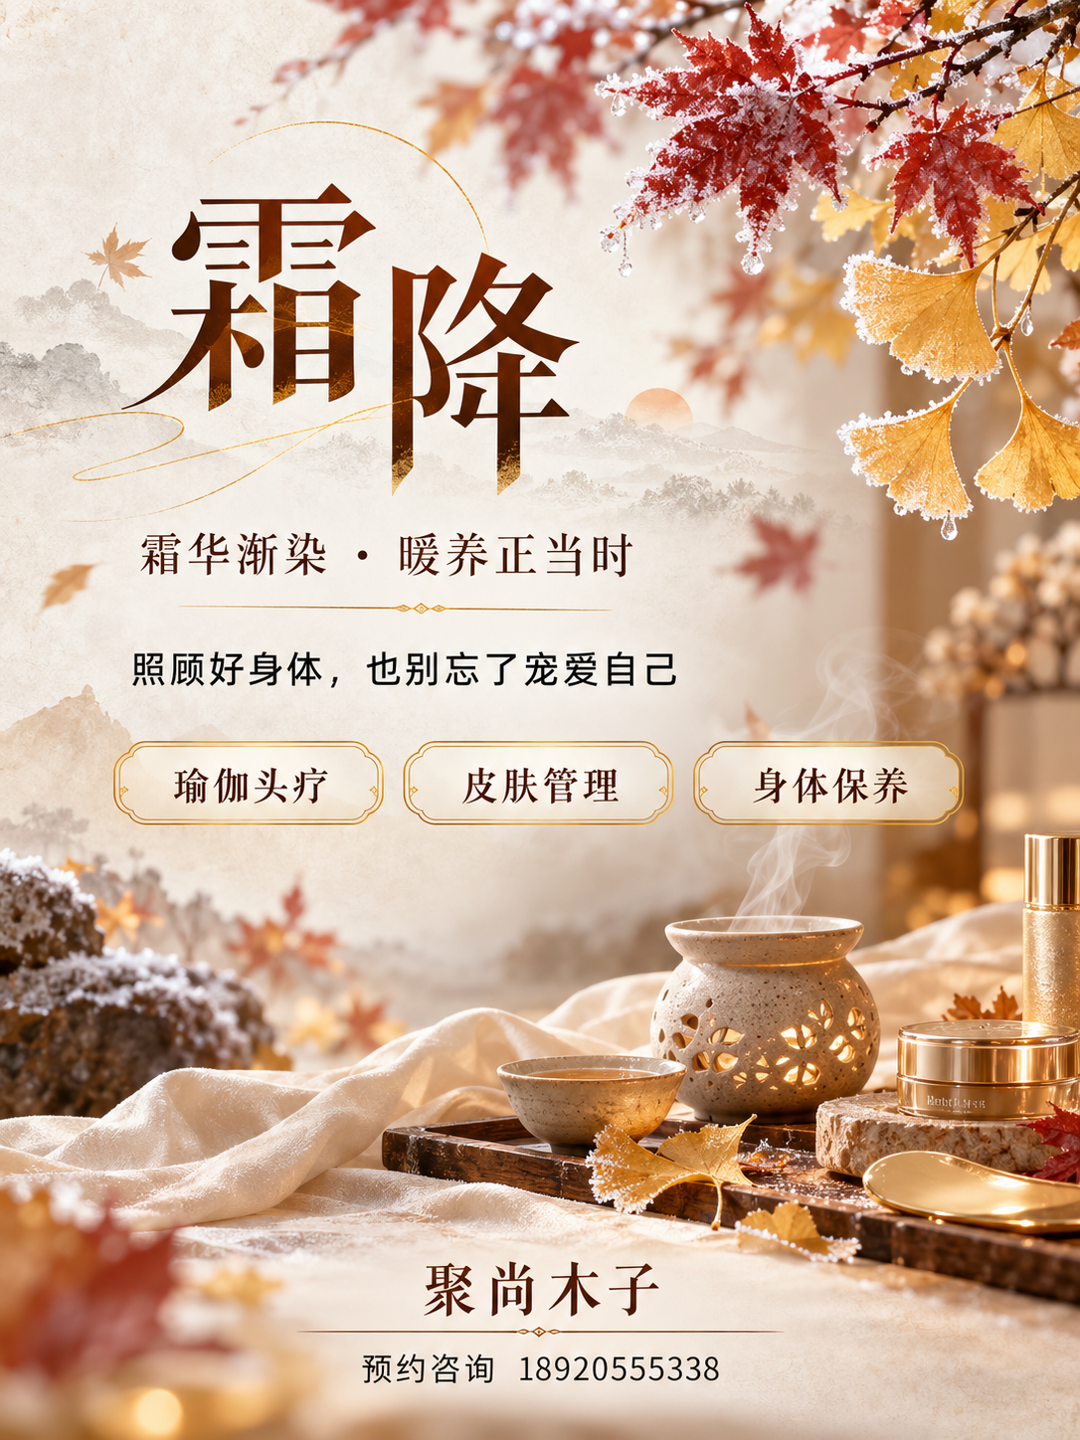 霜降
霜华渐染 · 暖养正当时
照顾好身体，也别忘了宠爱自己
瑜伽头疗
皮肤管理
身体保养
聚尚木子
预约咨询 18920555338